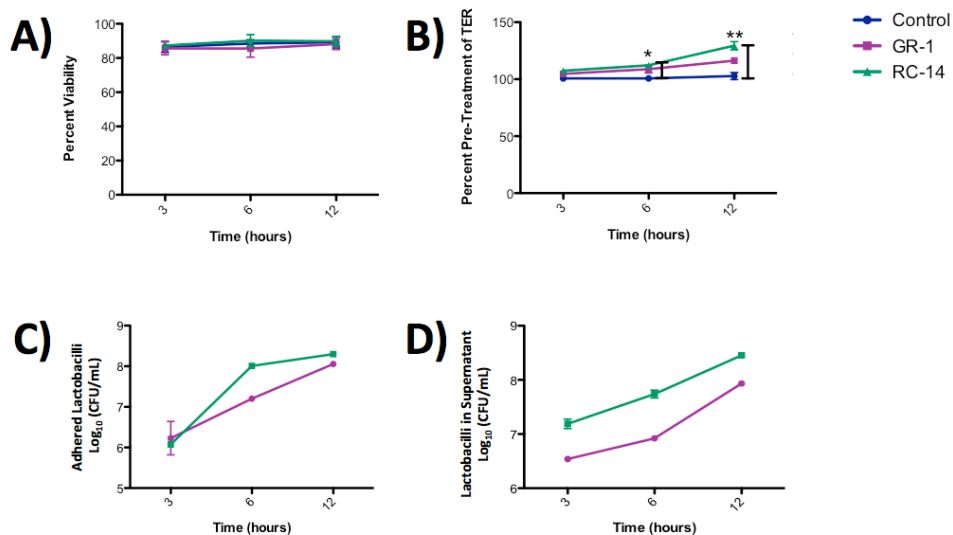 A)
Percent Viability
100
80
60
40
20
0
3
6
12
Time (hours)
B)
Percent Pre-Treatment of TER
150
100
50
0
*
**
3
6
12
Time (hours)
Control
GR-1
RC-14
C)
Adhered Lactobacilli
Log₁₀ (CFU/mL)
9
8
7
6
5
3
6
12
Time (hours)
D)
Lactobacilli in Supernatant
Log₁₀ (CFU/mL)
9
8
7
6
3
6
12
Time (hours)